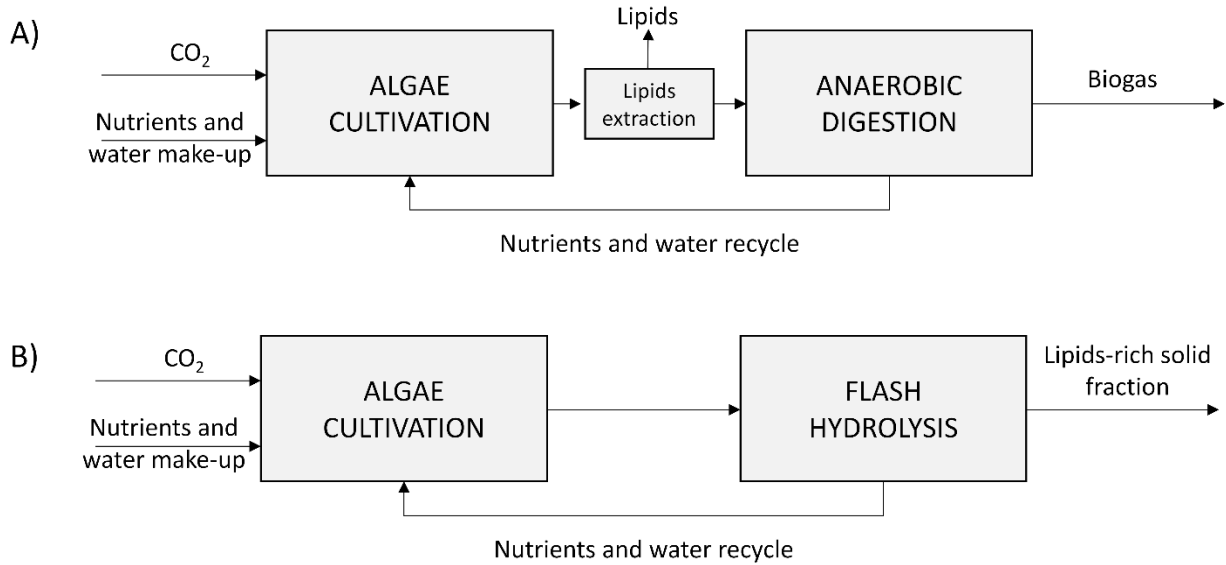 A)
CO₂
Nutrients and
water make-up
ALGAE
CULTIVATION
Lipids
Lipids
extraction
ANAEROBIC
DIGESTION
Biogas
Nutrients and water recycle
B)
CO₂
Nutrients and
water make-up
ALGAE
CULTIVATION
FLASH
HYDROLYSIS
Lipids-rich solid
fraction
Nutrients and water recycle